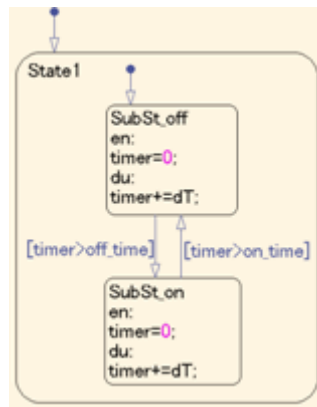 State1
SubSt_off
en:
timer=0;
du:
timer+=dT;
[timer>off_time]
[timer>on_time]
SubSt_on
en:
timer=0;
du:
timer+=dT;